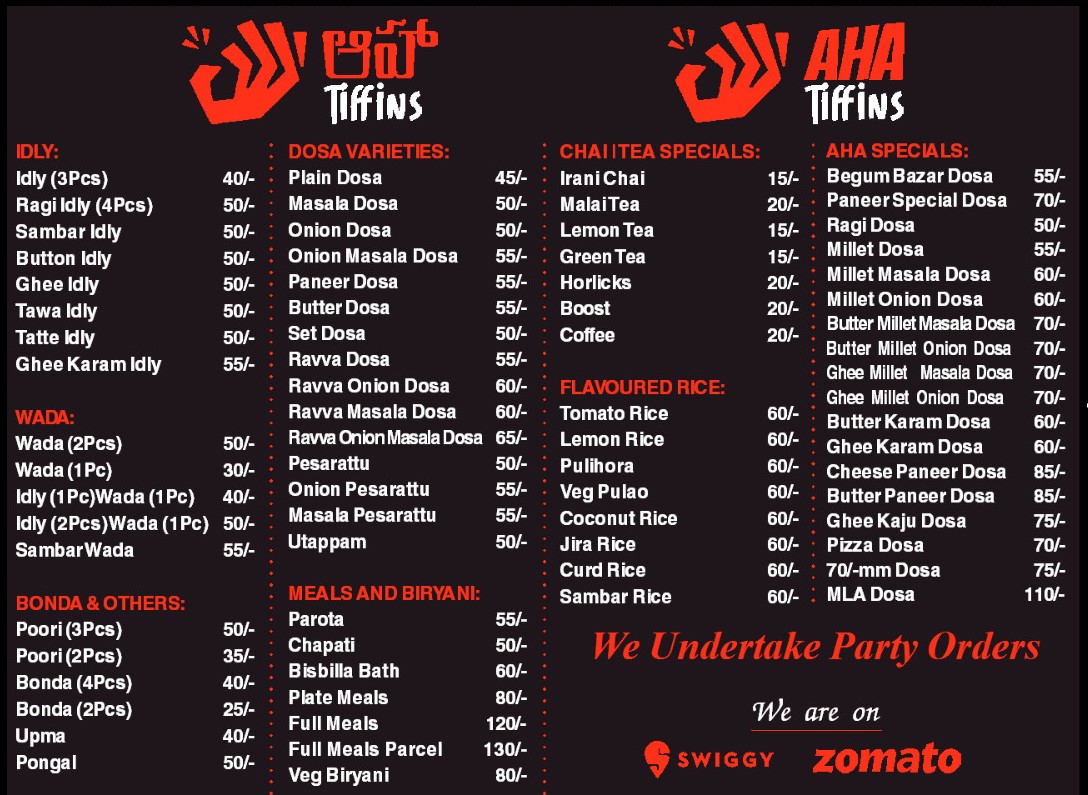 ఆహా
Tiffins
AHA
Tiffins
IDLY:
Idly (3Pcs) 40/-
Ragi Idly (4Pcs) 50/-
Sambar Idly 50/-
Button Idly 50/-
Ghee Idly 50/-
Tawa Idly 50/-
Tatte Idly 50/-
Ghee Karam Idly 55/-
WADA:
Wada (2Pcs) 50/-
Wada (1Pc) 30/-
Idly (1Pc)Wada (1Pc) 40/-
Idly (2Pcs)Wada (1Pc) 50/-
Sambar Wada 55/-
BONDA & OTHERS:
Poori (3Pcs) 50/-
Poori (2Pcs) 35/-
Bonda (4Pcs) 40/-
Bonda (2Pcs) 25/-
Upma 40/-
Pongal 50/-
DOSA VARIETIES:
Plain Dosa 45/-
Masala Dosa 50/-
Onion Dosa 50/-
Onion Masala Dosa 55/-
Paneer Dosa 55/-
Butter Dosa 55/-
Set Dosa 50/-
Ravva Dosa 55/-
Ravva Onion Dosa 60/-
Ravva Masala Dosa 60/-
Ravva Onion Masala Dosa 65/-
Pesarattu 50/-
Onion Pesarattu 55/-
Masala Pesarattu 55/-
Utappam 50/-
MEALS AND BIRYANI:
Parota 55/-
Chapati 50/-
Bisbilla Bath 60/-
Plate Meals 80/-
Full Meals 120/-
Full Meals Parcel 130/-
Veg Biryani 80/-
CHAI | TEA SPECIALS:
Irani Chai 15/-
Malai Tea 20/-
Lemon Tea 15/-
Green Tea 15/-
Horlicks 20/-
Boost 20/-
Coffee 20/-
FLAVOURED RICE:
Tomato Rice 60/-
Lemon Rice 60/-
Pulihora 60/-
Veg Pulao 60/-
Coconut Rice 60/-
Jira Rice 60/-
Curd Rice 60/-
Sambar Rice 60/-
AHA SPECIALS:
Begum Bazar Dosa 55/-
Paneer Special Dosa 70/-
Ragi Dosa 50/-
Millet Dosa 55/-
Millet Masala Dosa 60/-
Millet Onion Dosa 60/-
Butter Millet Masala Dosa 70/-
Butter Millet Onion Dosa 70/-
Ghee Millet Masala Dosa 70/-
Ghee Millet Onion Dosa 70/-
Butter Karam Dosa 60/-
Ghee Karam Dosa 60/-
Cheese Paneer Dosa 85/-
Butter Paneer Dosa 85/-
Ghee Kaju Dosa 75/-
Pizza Dosa 70/-
70/-mm Dosa 75/-
MLA Dosa 110/-
We Undertake Party Orders
We are on
SWIGGY zomato